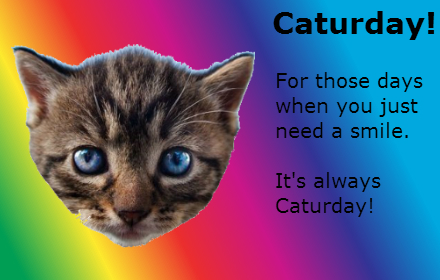 Caturday!
For those days
when you just
need a smile.
It's always
Caturday!